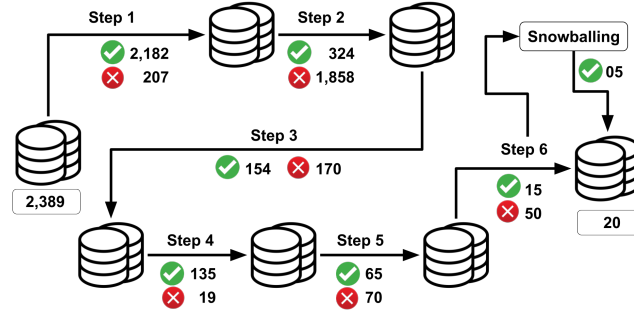 Step 1
2,182
207
Step 2
324
1,858
Snowballing
05
2,389
Step 3
154 170
Step 4
135
19
Step 5
65
70
Step 6
15
50
20